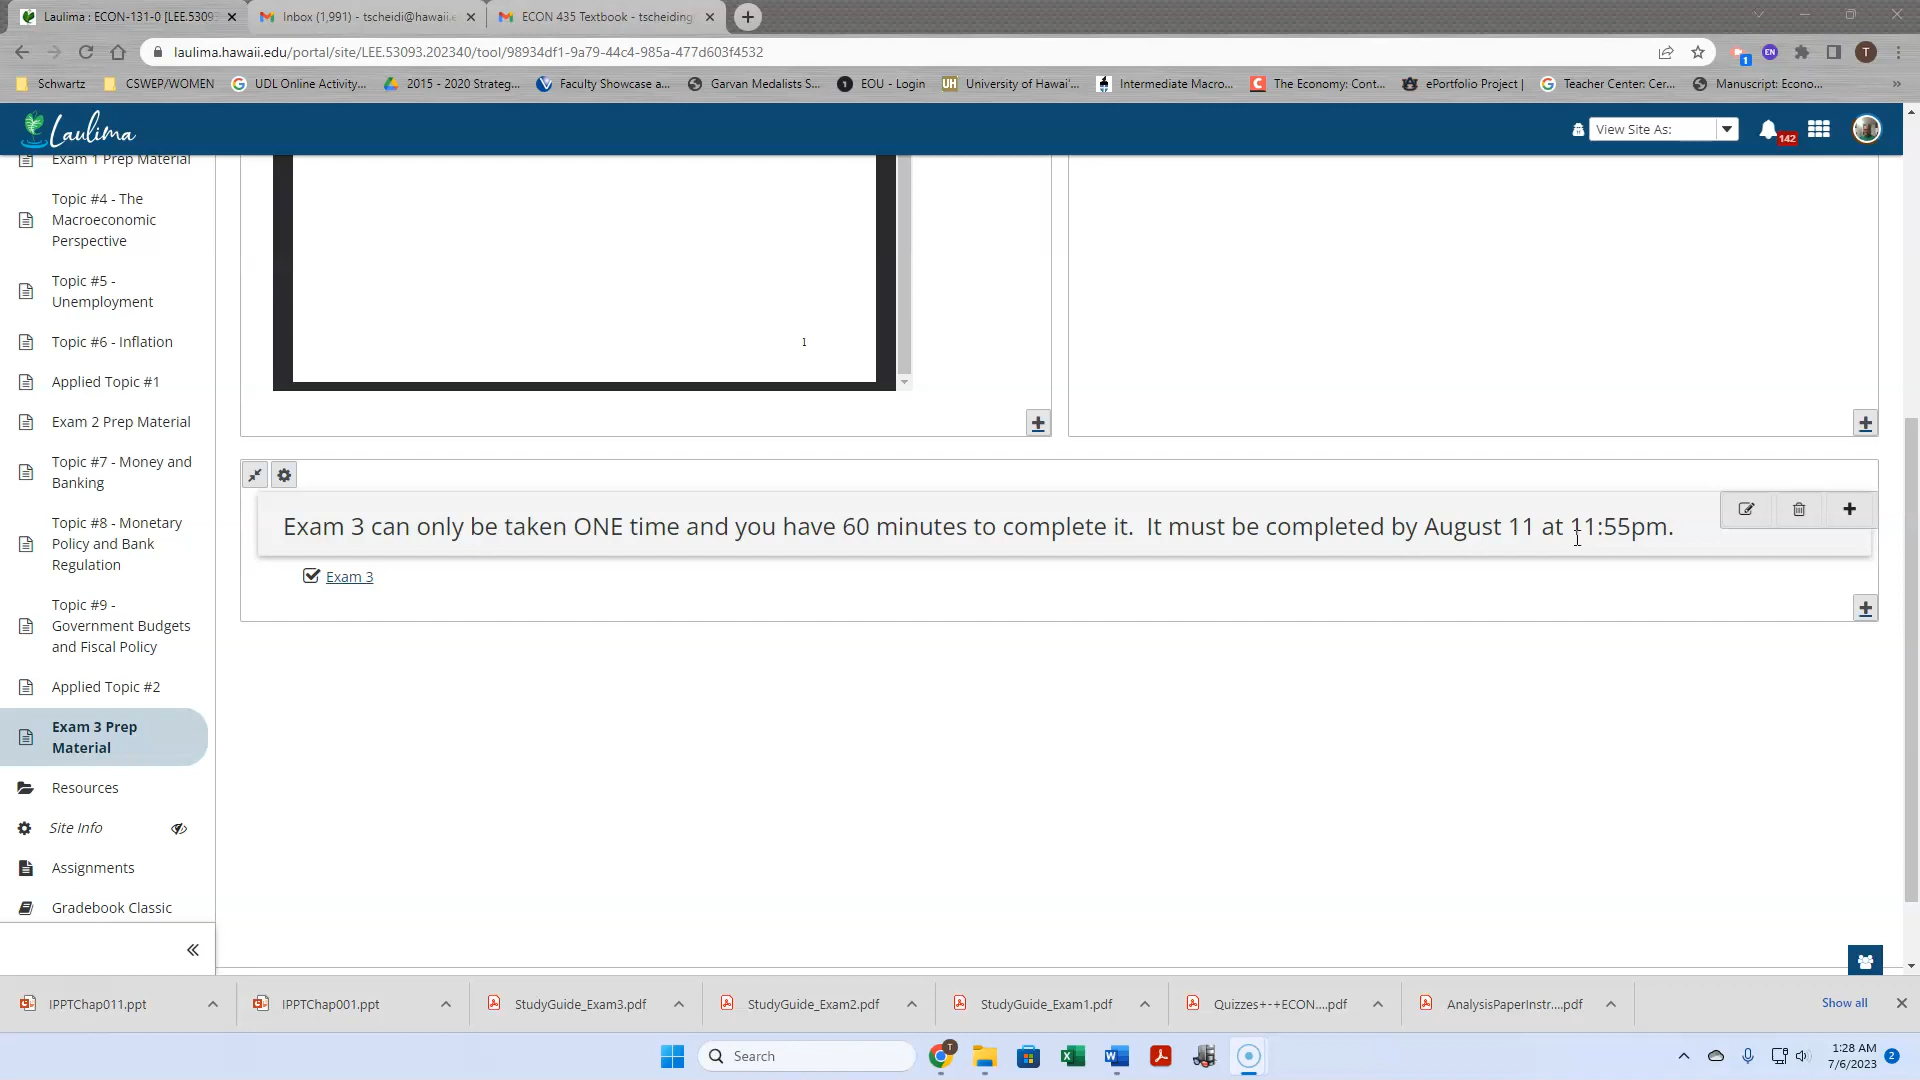 Laulima : ECON-131-0 [LEE.5309
Inbox (1,991) - tscheidi@hawaii.e
ECON 435 Textbook - tscheiding
laulima.hawaii.edu/portal/site/LEE.53093.202340/tool/98934df1-9a79-44c4-985a-477d603f4532
1
EN
T
Schwartz
CSWEP/WOMEN
UDL Online Activity...
2015 - 2020 Strateg...
Faculty Showcase a...
Garvan Medalists S...
EOU - Login
University of Hawai'...
Intermediate Macro...
The Economy: Cont...
ePortfolio Project |
Teacher Center: Cer...
Manuscript: Econo...
Laulima
View Site As:
142
Exam 1 Prep Material
Topic #4 - The
Macroeconomic
Perspective
Topic #5 -
Unemployment
Topic #6 - Inflation
Applied Topic #1
Exam 2 Prep Material
Topic #7 - Money and
Banking
Topic #8 - Monetary
Policy and Bank
Regulation
Topic #9 -
Government Budgets
and Fiscal Policy
Applied Topic #2
Exam 3 Prep
Material
Resources
Site Info
Assignments
Gradebook Classic
1
Exam 3 can only be taken ONE time and you have 60 minutes to complete it.  It must be completed by August 11 at 11:55pm.
Exam 3
IPPTChap011.ppt
IPPTChap001.ppt
StudyGuide_Exam3.pdf
StudyGuide_Exam2.pdf
StudyGuide_Exam1.pdf
Quizzes+-+ECON....pdf
AnalysisPaperInstr....pdf
Show all
Search
T
1:28 AM
7/6/2023
2